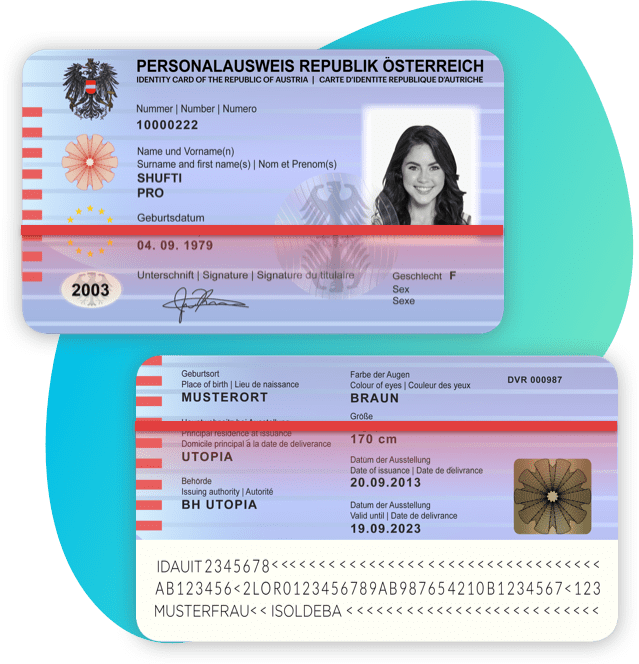 PERSONALAUSWEIS REPUBLIK ÖSTERREICH
IDENTITY CARD OF THE REPUBLIC OF AUSTRIA | CARTE D'IDENTITE REPUBLIQUE D'AUTRICHE
Nummer | Number | Numero
10000222
Name und Vorname(n)
Surname and first name(s) | Nom et Prenom(s)
SHUFTI
PRO
Geburtsdatum
04. 09. 1979
Unterschrift | Signature | Signature du titulaire
Geschlecht F
Sex
Sexe
2003
Geburtsort
Place of birth | Lieu de naissance
MUSTERORT
Principal residence at issuance
Domicile principal à la date de deliverance
UTOPIA
Behörde
Issuing authority | Autorité
BH UTOPIA
Farbe der Augen
Colour of eyes | Couleur des yeux
BRAUN
Größe
170 cm
Datum der Ausstellung
Date of issuance | Date de delivrance
20.09.2013
Datum der Ausstellung
Valid until | Date de delivrance
19.09.2023
DVR 000987
IDAUIT2345678<<<<<<<<<<<<<<<<<<<<<<<<<<<<<<
AB123456<2LOR0123456789AB987654210B1234567<123
MUSTERFRAU<< ISOLDEBA <<<<<<<<<<<<<<<<<<<<<<<